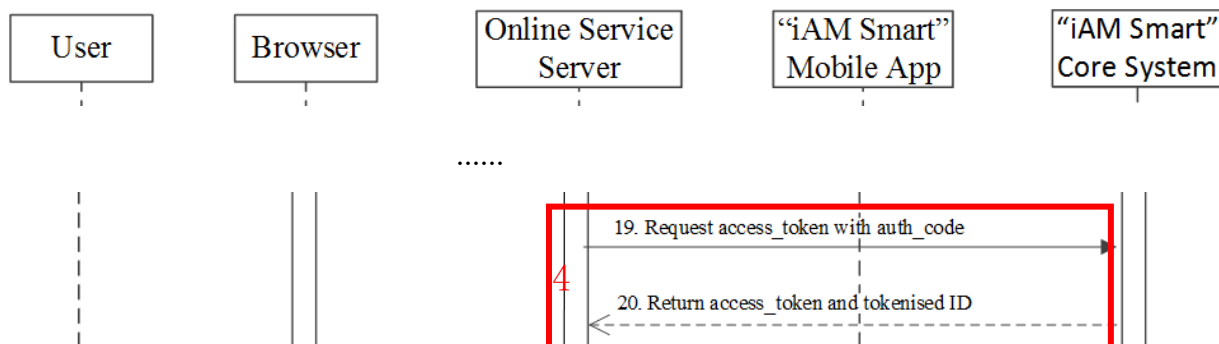 User
Browser
Online Service
Server
“iAM Smart”
Mobile App
“iAM Smart”
Core System
......
19. Request access_token with auth_code
4
20. Return access_token and tokenised ID